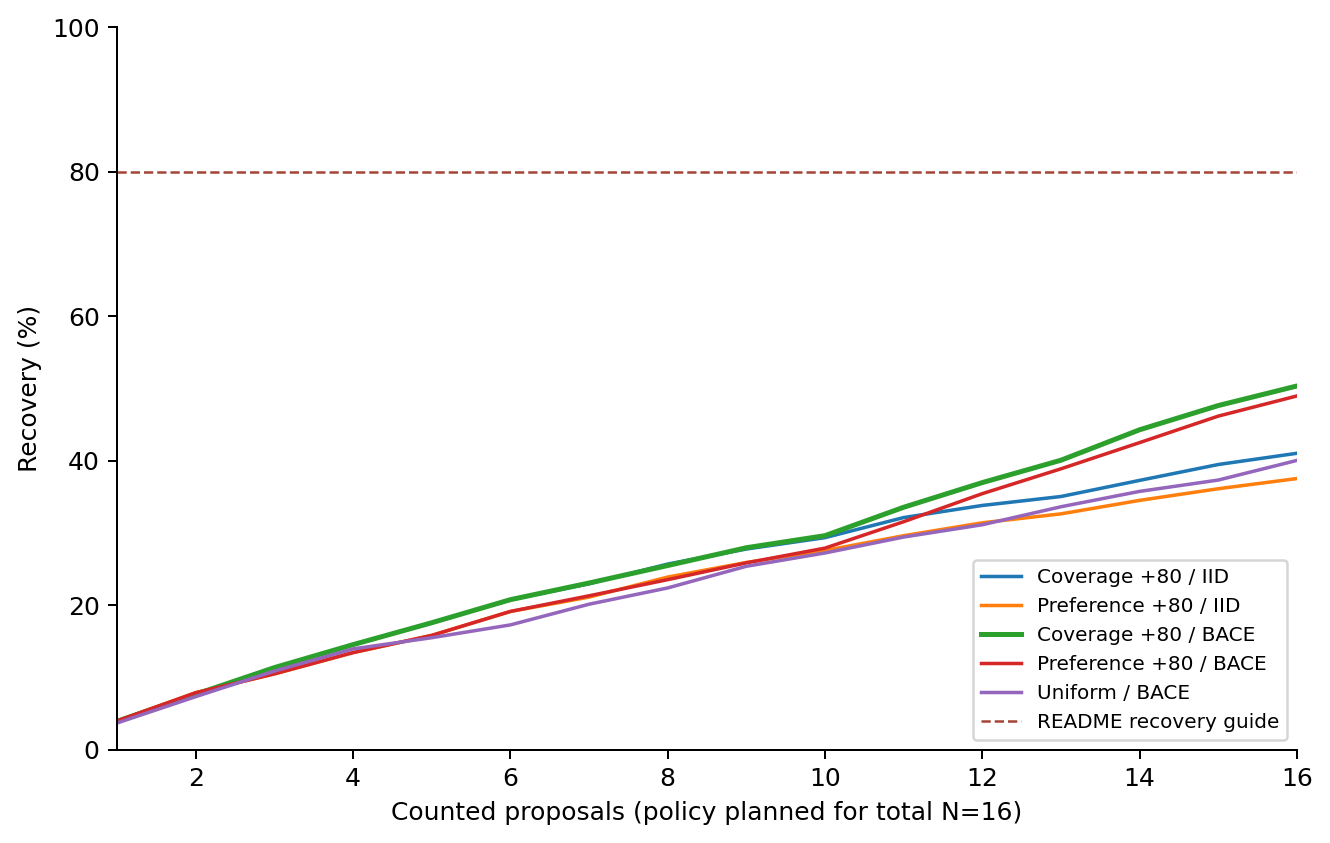 100
80
60
40
20
0
Recovery (%)
2 4 6 8 10 12 14 16
Counted proposals (policy planned for total N=16)
Coverage +80 / IID
Preference +80 / IID
Coverage +80 / BACE
Preference +80 / BACE
Uniform / BACE
README recovery guide